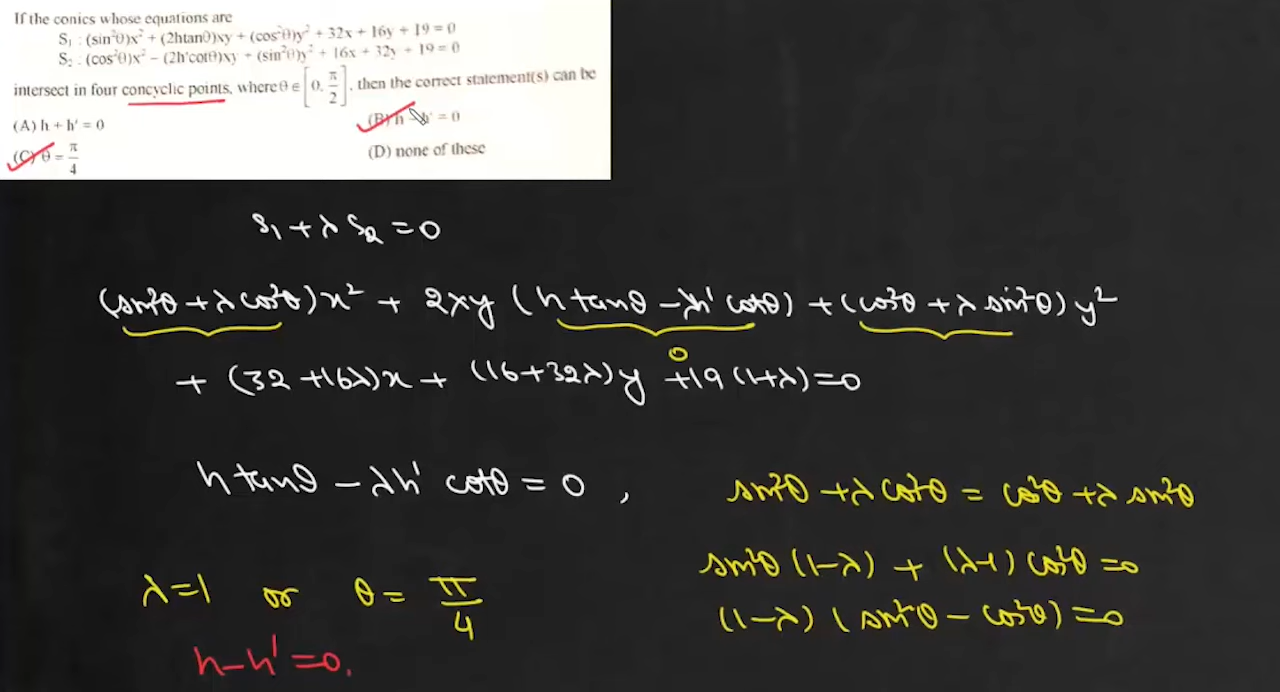 If the conics whose equations are
S₁ : (sin²θ)x² + (2htanθ)xy + (cos²θ)y² + 32x + 16y + 19 = 0
S₂ : (cos²θ)x² − (2h'cotθ)xy + (sin²θ)y² + 16x + 32y + 19 = 0
intersect in four concyclic points, where θ ∈ [0, π/2], then the correct statement(s) can be
(A) h + h' = 0 (B) h h' = 0
(C) θ = π/4 (D) none of these
S₁ + λ S₂ = 0
(sin²θ + λ cos²θ)x² + 2xy (h tanθ − λh' cotθ) + (cos²θ + λ sin²θ) y²
+ (32 + 16λ)x + (16 + 32λ)y + 19 (1+λ) = 0
0
h tanθ − λh' cotθ = 0 , sin²θ + λ cos²θ = cos²θ + λ sin²θ
sin²θ (1−λ) + (λ−1) cos²θ = 0
λ = 1 or θ = π/4 (1−λ) (sin²θ − cos²θ) = 0
h − h' = 0.